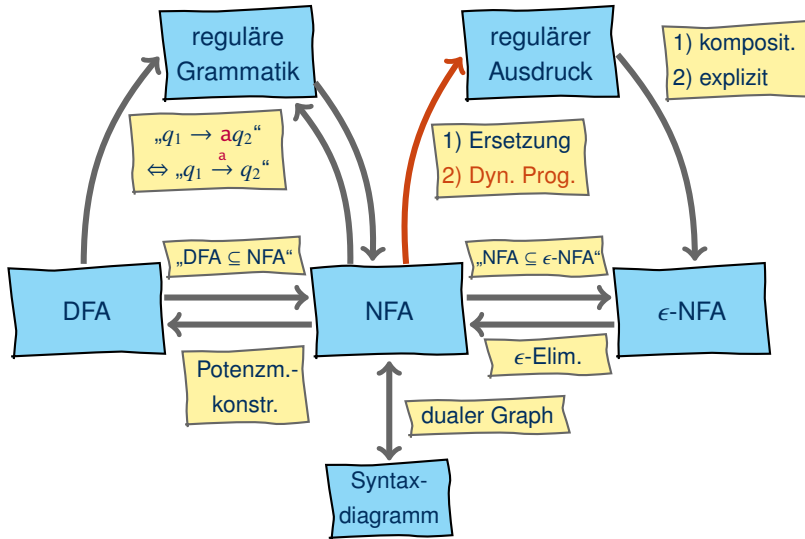 reguläre
Grammatik
regulärer
Ausdruck
1) komposit.
2) explizit
„q₁ → aq₂“
a
⇔ „q₁ → q₂“
1) Ersetzung
2) Dyn. Prog.
„DFA ⊆ NFA“
„NFA ⊆ ϵ-NFA“
DFA
NFA
ϵ-NFA
Potenzm.-
konstr.
ϵ-Elim.
dualer Graph
Syntax-
diagramm